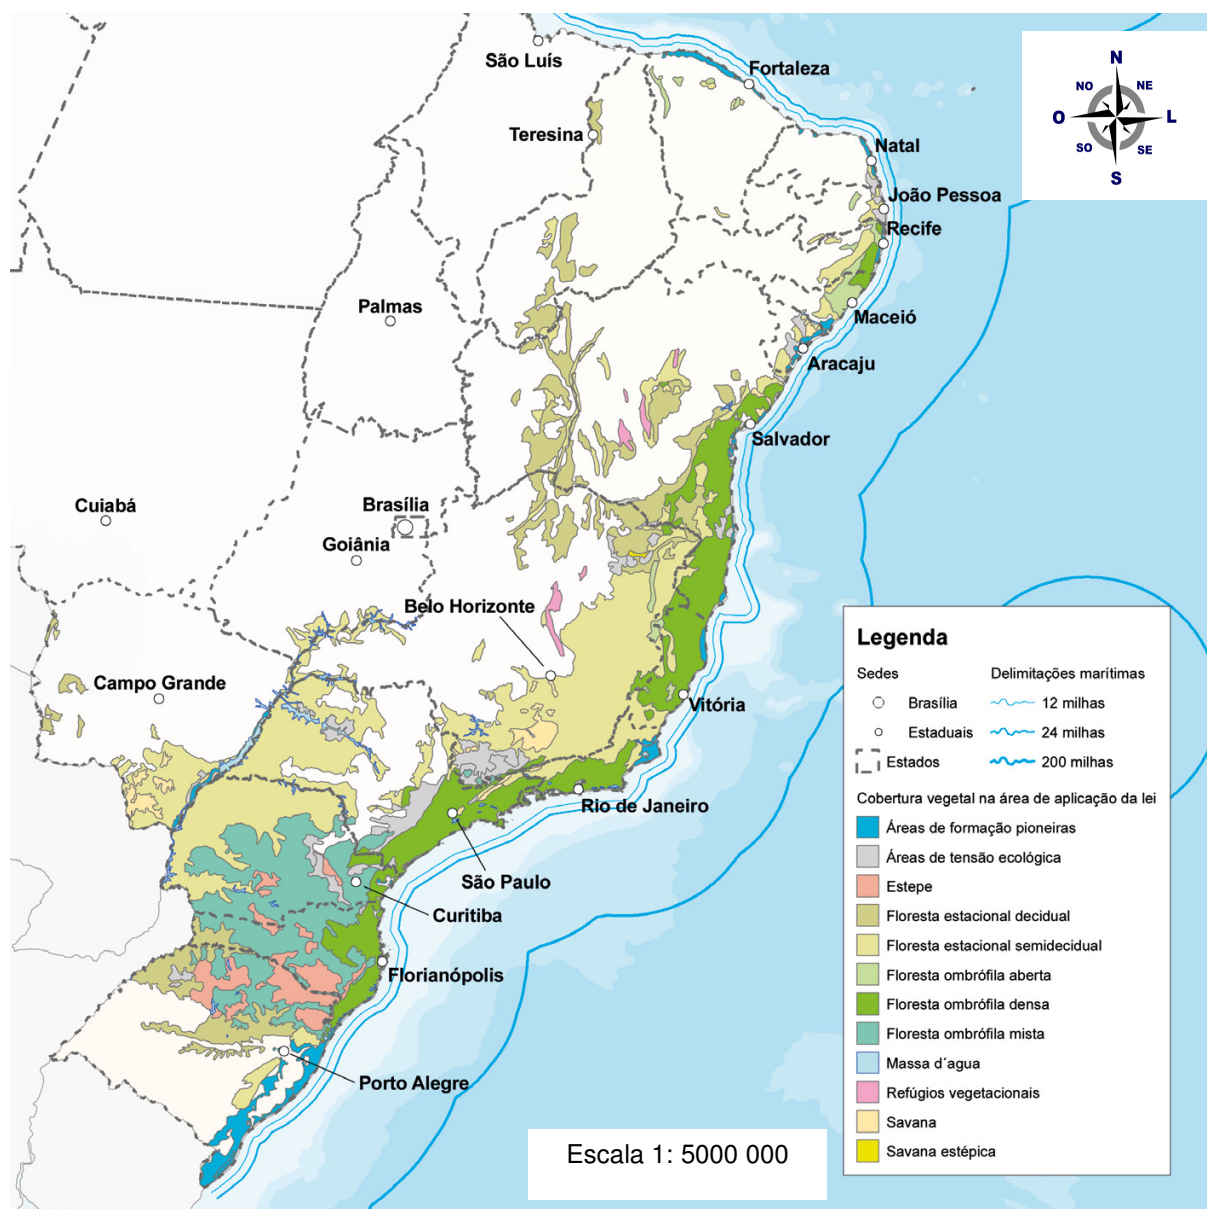 São Luís
Fortaleza
Teresina
Natal
João Pessoa
Recife
Palmas
Maceió
Aracaju
Salvador
Cuiabá
Brasília
Goiânia
Belo Horizonte
Campo Grande
Vitória
Rio de Janeiro
São Paulo
Curitiba
Florianópolis
Porto Alegre
N
NO
NE
O
L
SO
SE
S
Legenda
Sedes
Brasília
Estaduais
Estados
Delimitações marítimas
12 milhas
24 milhas
200 milhas
Cobertura vegetal na área de aplicação da lei
Áreas de formação pioneiras
Áreas de tensão ecológica
Estepe
Floresta estacional decidual
Floresta estacional semidecidual
Floresta ombrófila aberta
Floresta ombrófila densa
Floresta ombrófila mista
Massa d´agua
Refúgios vegetacionais
Savana
Savana estépica
Escala 1: 5000 000